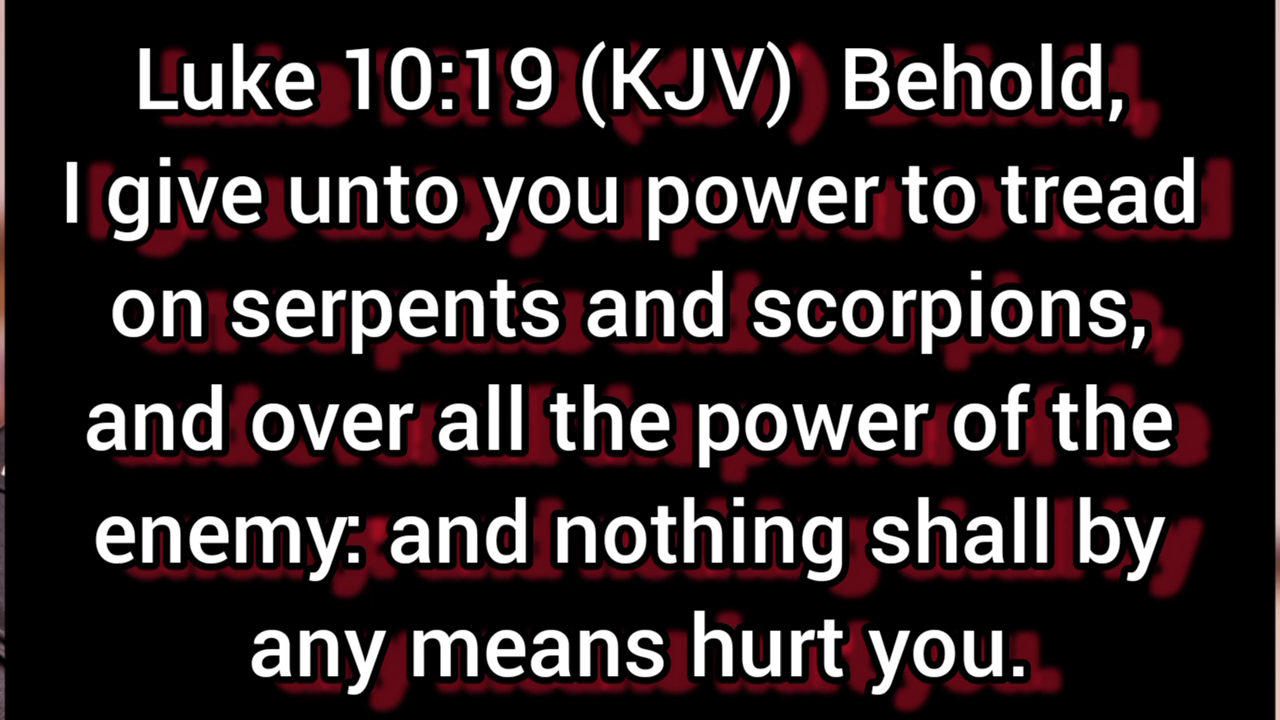 Luke 10:19 (KJV) Behold,
I give unto you power to tread
on serpents and scorpions,
and over all the power of the
enemy: and nothing shall by
any means hurt you.